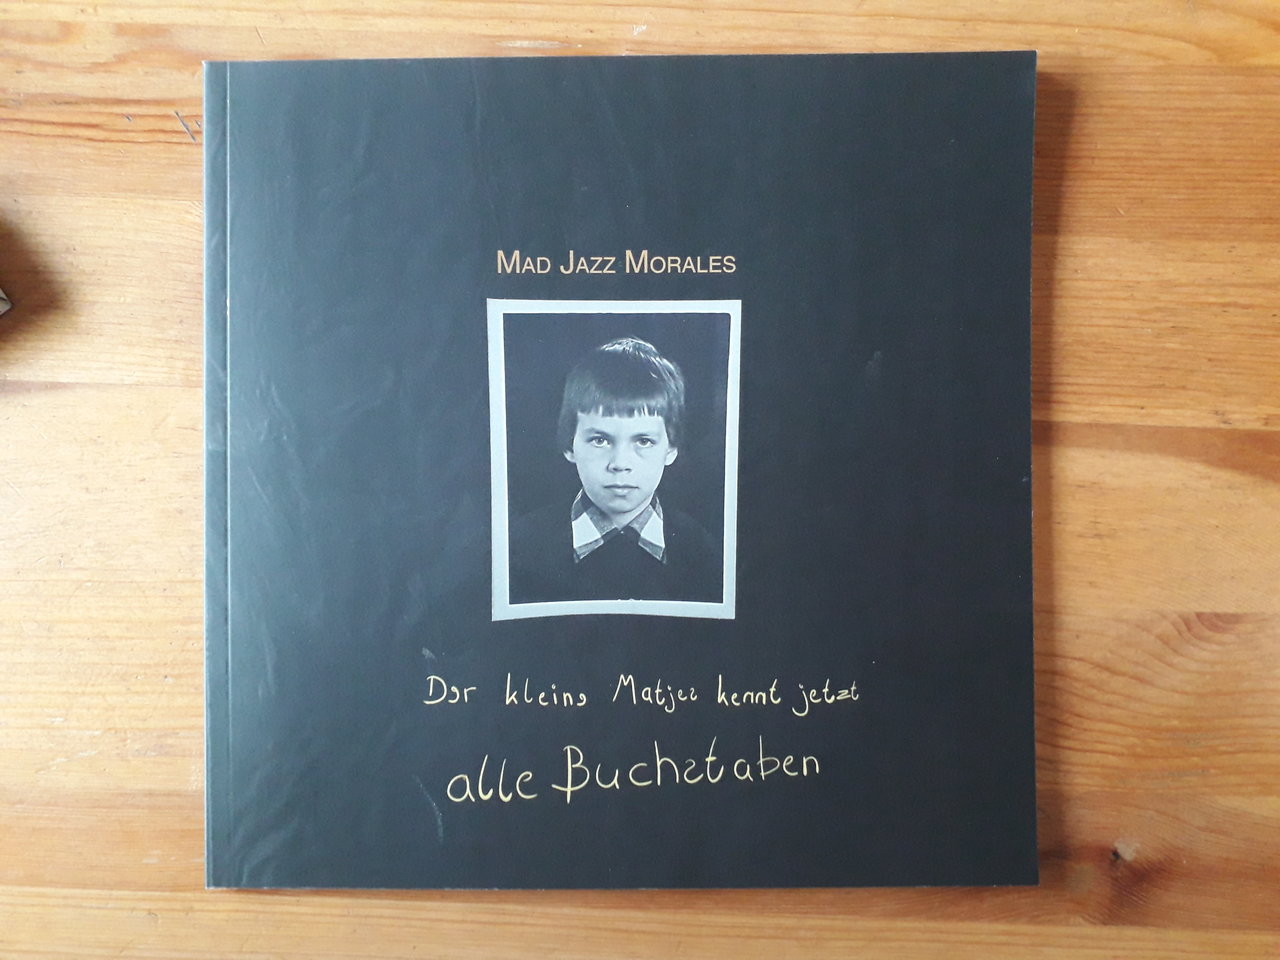 MAD JAZZ MORALES
Der kleine Matjes kennt jetzt
alle Buchstaben